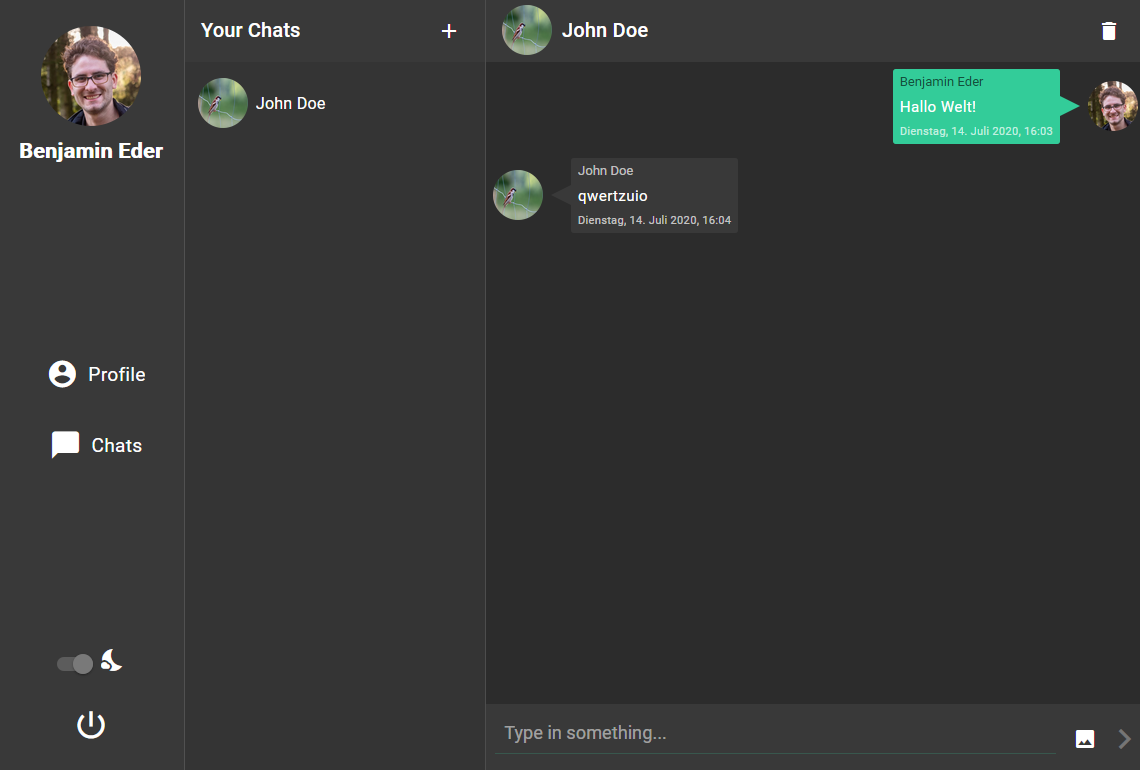 Benjamin Eder
Profile
Chats
Your Chats
John Doe
John Doe
Benjamin Eder
Hallo Welt!
Dienstag, 14. Juli 2020, 16:03
John Doe
qwertzuio
Dienstag, 14. Juli 2020, 16:04
Type in something...